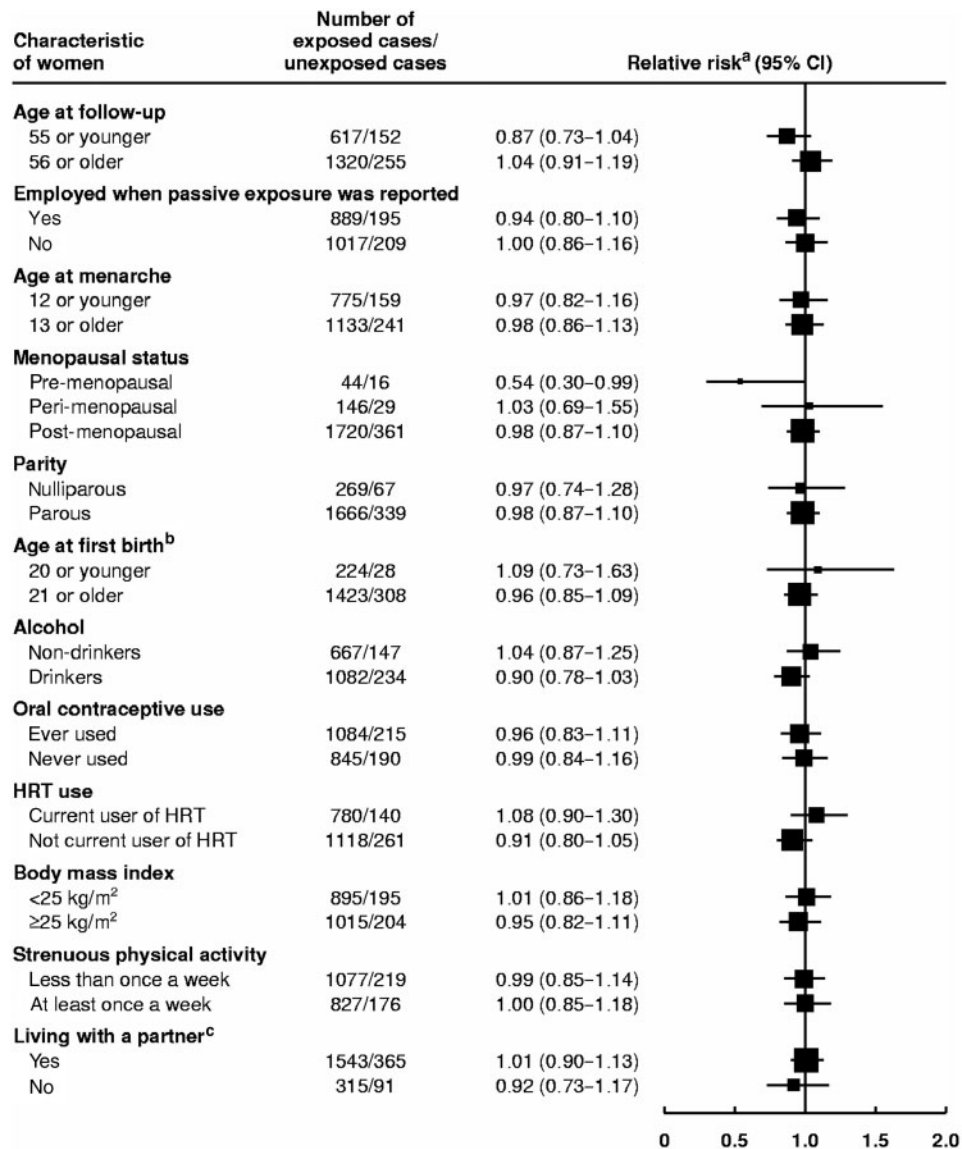 Characteristic of women Number of exposed cases/ unexposed cases Relative riskᵃ (95% CI)
Age at follow-up
55 or younger 617/152 0.87 (0.73–1.04)
56 or older 1320/255 1.04 (0.91–1.19)
Employed when passive exposure was reported
Yes 889/195 0.94 (0.80–1.10)
No 1017/209 1.00 (0.86–1.16)
Age at menarche
12 or younger 775/159 0.97 (0.82–1.16)
13 or older 1133/241 0.98 (0.86–1.13)
Menopausal status
Pre-menopausal 44/16 0.54 (0.30–0.99)
Peri-menopausal 146/29 1.03 (0.69–1.55)
Post-menopausal 1720/361 0.98 (0.87–1.10)
Parity
Nulliparous 269/67 0.97 (0.74–1.28)
Parous 1666/339 0.98 (0.87–1.10)
Age at first birthᵇ
20 or younger 224/28 1.09 (0.73–1.63)
21 or older 1423/308 0.96 (0.85–1.09)
Alcohol
Non-drinkers 667/147 1.04 (0.87–1.25)
Drinkers 1082/234 0.90 (0.78–1.03)
Oral contraceptive use
Ever used 1084/215 0.96 (0.83–1.11)
Never used 845/190 0.99 (0.84–1.16)
HRT use
Current user of HRT 780/140 1.08 (0.90–1.30)
Not current user of HRT 1118/261 0.91 (0.80–1.05)
Body mass index
<25 kg/m² 895/195 1.01 (0.86–1.18)
≥25 kg/m² 1015/204 0.95 (0.82–1.11)
Strenuous physical activity
Less than once a week 1077/219 0.99 (0.85–1.14)
At least once a week 827/176 1.00 (0.85–1.18)
Living with a partnerᶜ
Yes 1543/365 1.01 (0.90–1.13)
No 315/91 0.92 (0.73–1.17)
0 0.5 1.0 1.5 2.0